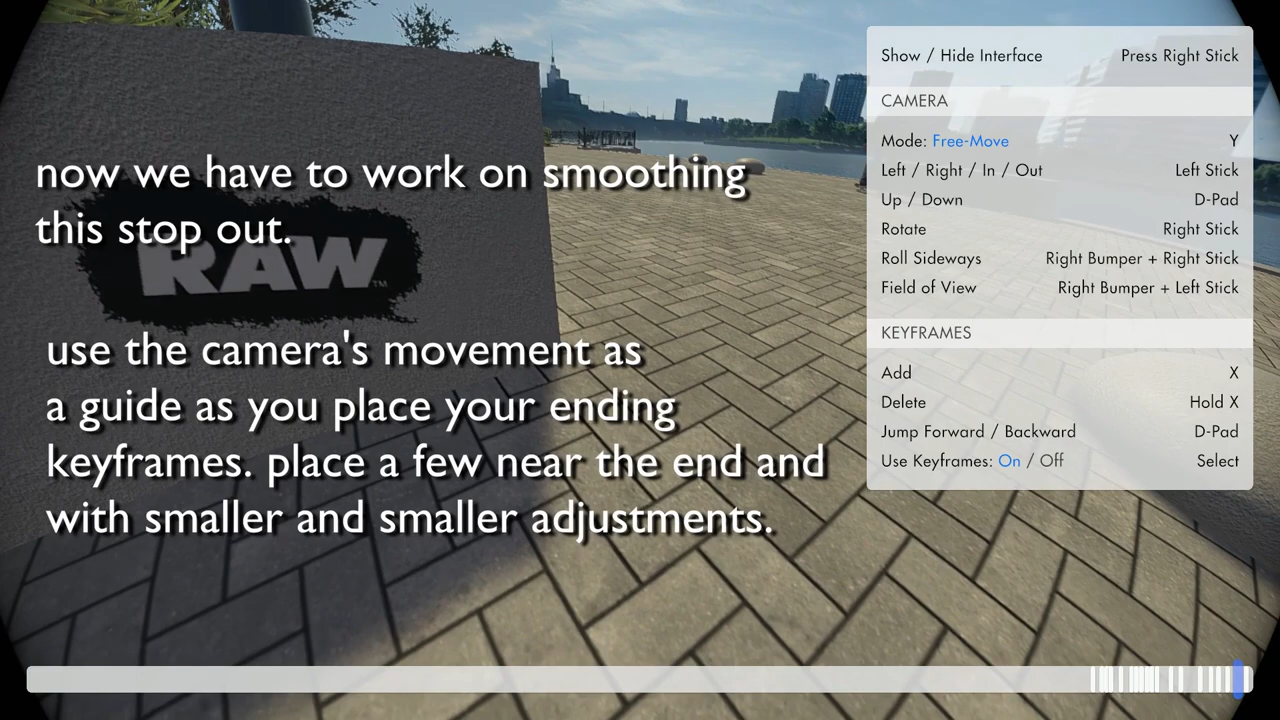 now we have to work on smoothing
this stop out.
RAW™
use the camera's movement as
a guide as you place your ending
keyframes. place a few near the end and
with smaller and smaller adjustments.
Show / Hide Interface Press Right Stick
CAMERA
Mode: Free-Move Y
Left / Right / In / Out Left Stick
Up / Down D-Pad
Rotate Right Stick
Roll Sideways Right Bumper + Right Stick
Field of View Right Bumper + Left Stick
KEYFRAMES
Add X
Delete Hold X
Jump Forward / Backward D-Pad
Use Keyframes: On / Off Select